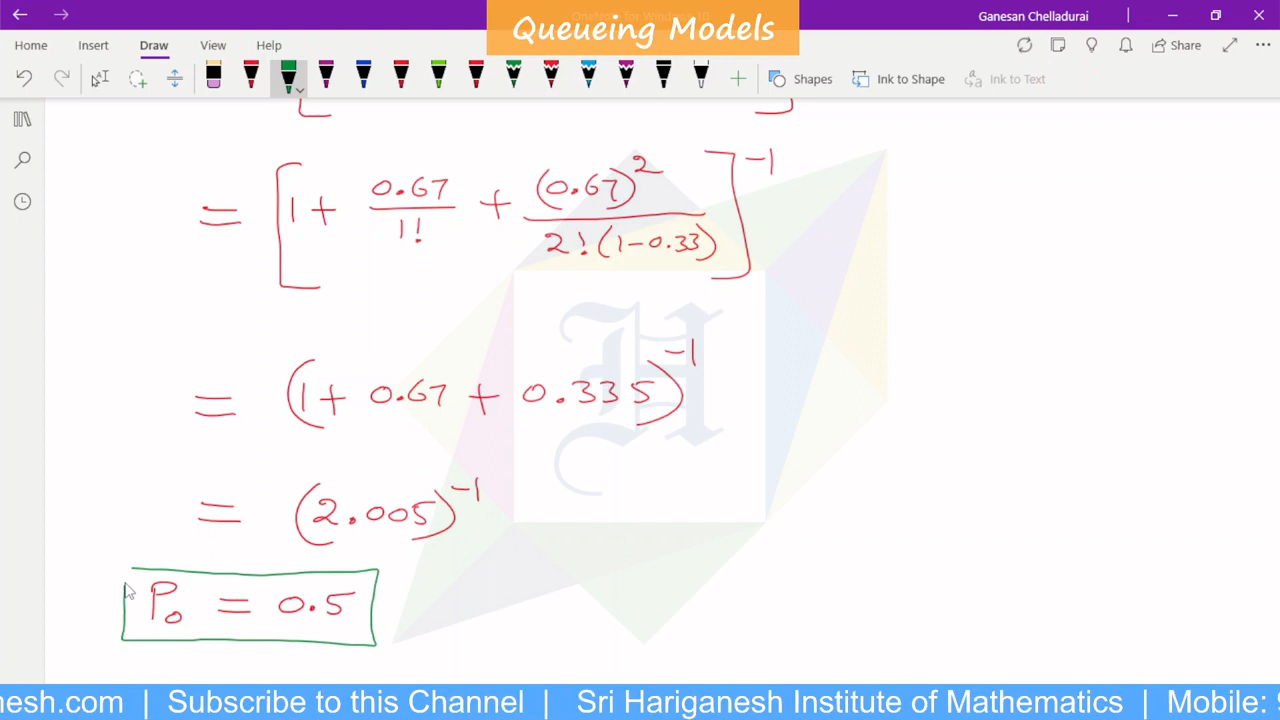 Queueing Models
Ganesan Chelladurai
Home Insert Draw View Help
Share
Shapes Ink to Shape Ink to Text
= [1 + 0.67/1! + (0.67)²/2!(1-0.33)]⁻¹
= (1 + 0.67 + 0.335)⁻¹
= (2.005)⁻¹
P₀ = 0.5
nesh.com | Subscribe to this Channel | Sri Hariganesh Institute of Mathematics | Mobile: